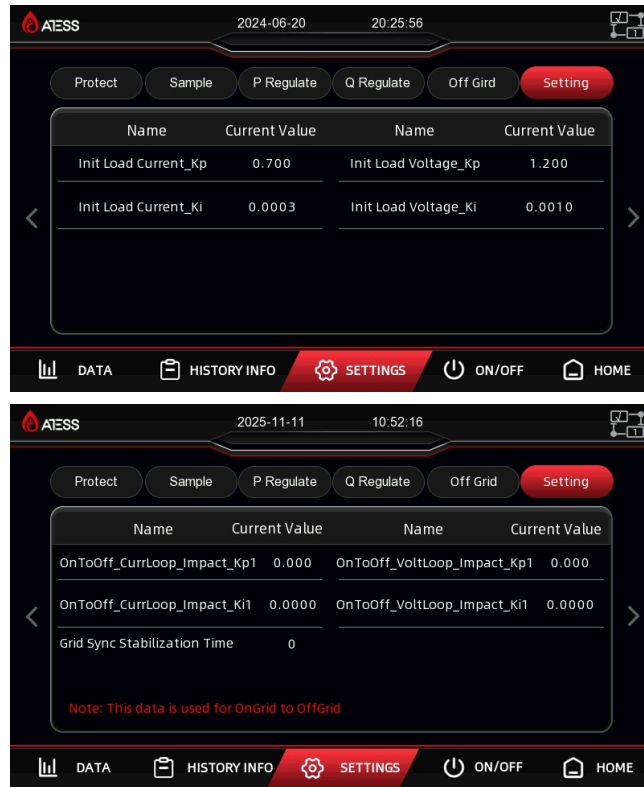 ATESS 2024-06-20 20:25:56
1
Protect Sample P Regulate Q Regulate Off Gird Setting
Name Current Value Name Current Value
Init Load Current_Kp 0.700 Init Load Voltage_Kp 1.200
Init Load Current_Ki 0.0003 Init Load Voltage_Ki 0.0010
DATA HISTORY INFO SETTINGS ON/OFF HOME
ATESS 2025-11-11 10:52:16
1
Protect Sample P Regulate Q Regulate Off Grid Setting
Name Current Value Name Current Value
OnToOff_CurrLoop_Impact_Kp1 0.000 OnToOff_VoltLoop_Impact_Kp1 0.000
OnToOff_CurrLoop_Impact_Ki1 0.0000 OnToOff_VoltLoop_Impact_Ki1 0.0000
Grid Sync Stabilization Time 0
Note: This data is used for OnGrid to OffGrid
DATA HISTORY INFO SETTINGS ON/OFF HOME